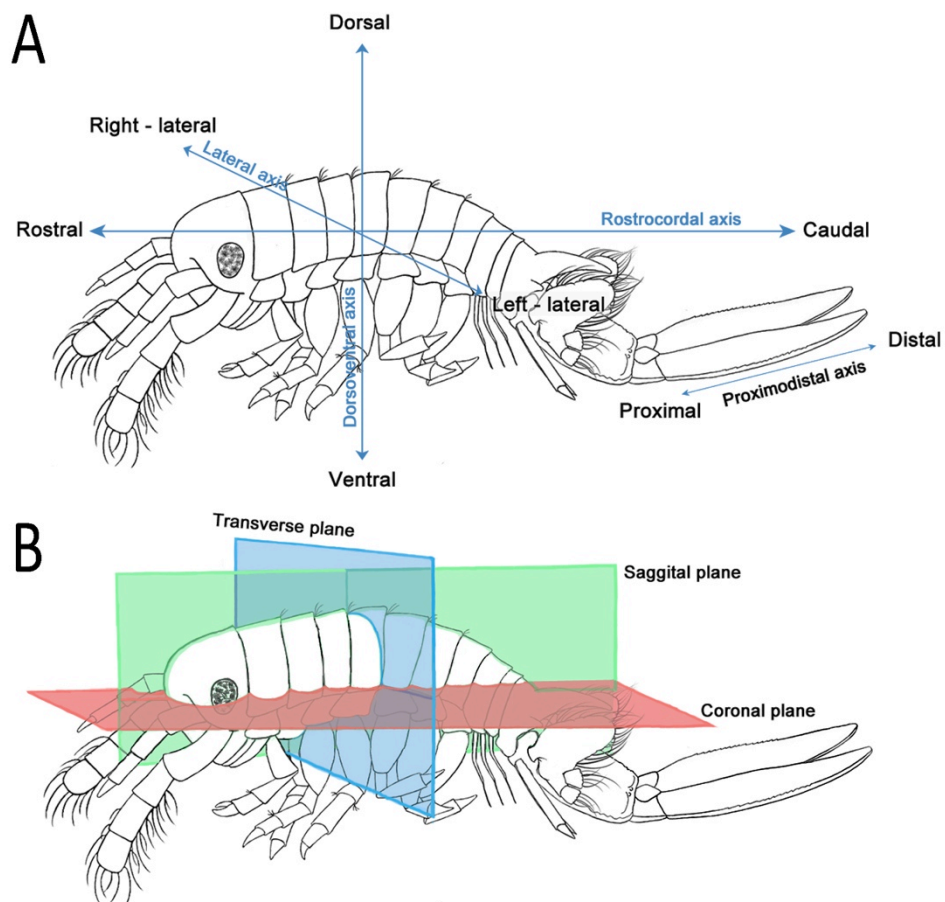 A
Dorsal
Right - lateral
Lateral axis
Rostral
Rostrocordal axis
Caudal
Left - lateral
Dorsoventral axis
Distal
Proximodistal axis
Proximal
Ventral
B
Transverse plane
Saggital plane
Coronal plane